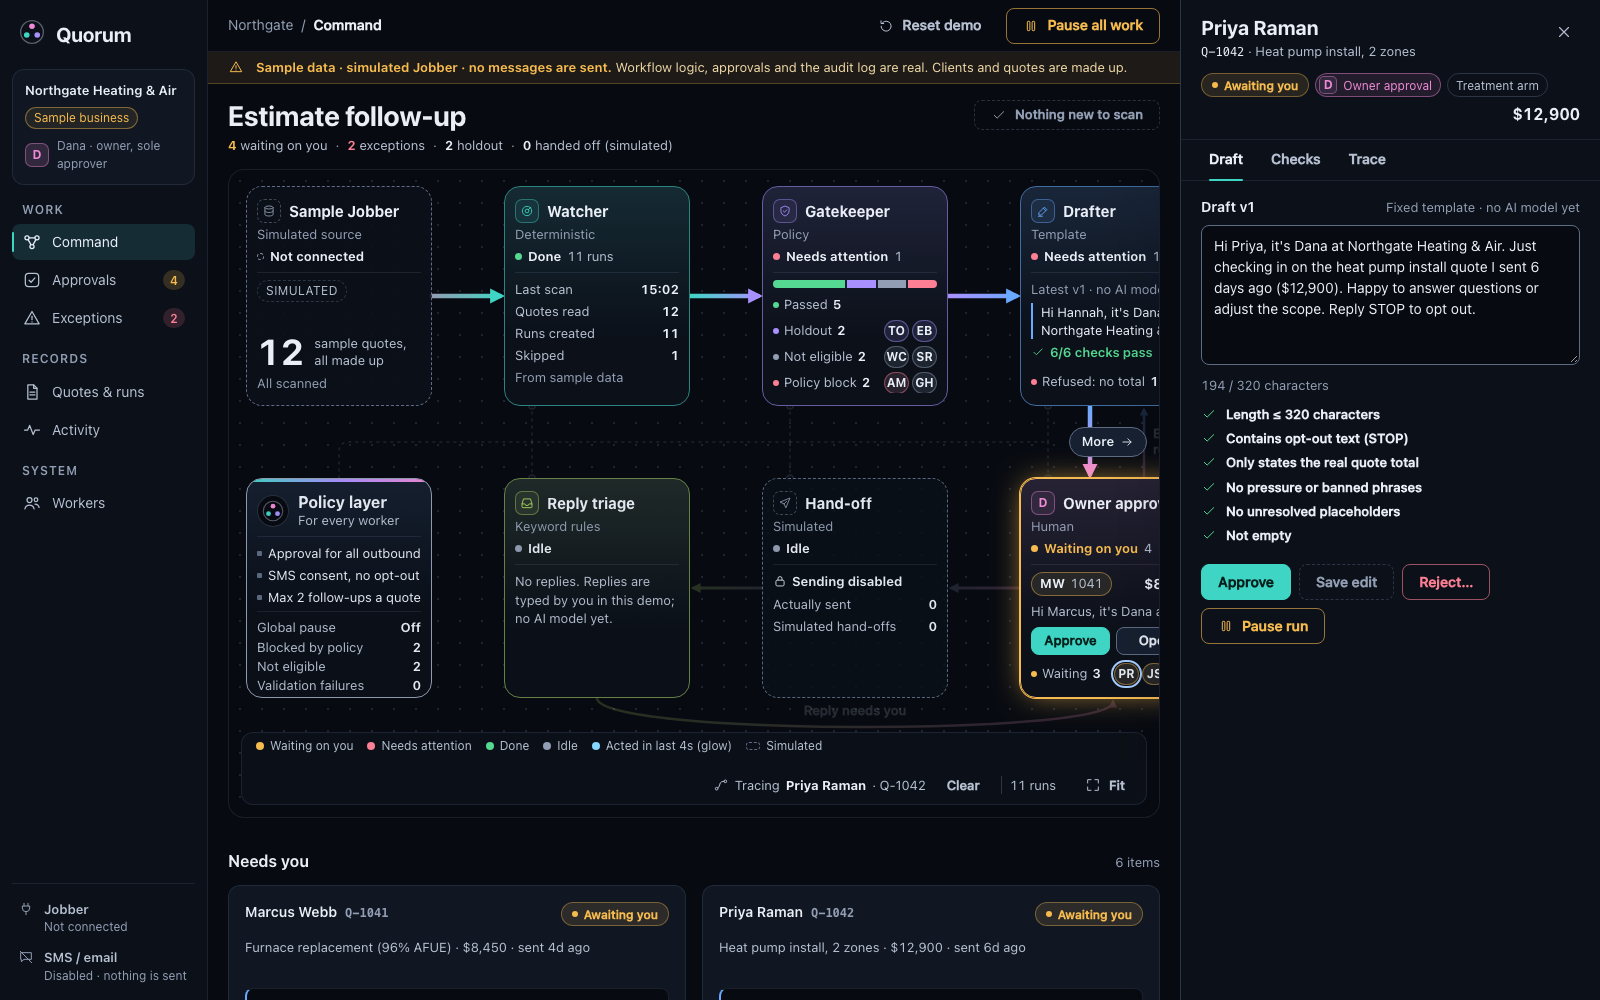 Quorum
Northgate Heating & Air
Sample business
D
Dana · owner, sole
approver
WORK
Command
Approvals
4
Exceptions
2
RECORDS
Quotes & runs
Activity
SYSTEM
Workers
Jobber
Not connected
SMS / email
Disabled · nothing is sent
Northgate / Command
Reset demo
Pause all work
Sample data · simulated Jobber · no messages are sent. Workflow logic, approvals and the audit log are real. Clients and quotes are made up.
Estimate follow-up
4 waiting on you · 2 exceptions · 2 holdout · 0 handed off (simulated)
Nothing new to scan
Sample Jobber
Simulated source
Not connected
SIMULATED
12 sample quotes,
all made up
All scanned
Watcher
Deterministic
Done 11 runs
Last scan 15:02
Quotes read 12
Runs created 11
Skipped 1
From sample data
Gatekeeper
Policy
Needs attention 1
Passed 5
Holdout 2 TO EB
Not eligible 2 WC SR
Policy block 2 AM GH
Drafter
Template
Needs attention 1
Latest v1 · no AI mode
Hi Hannah, it's Dana
Northgate Heating &
6/6 checks pass
Refused: no total 1
More →
Policy layer
For every worker
Approval for all outbound
SMS consent, no opt-out
Max 2 follow-ups a quote
Global pause Off
Blocked by policy 2
Not eligible 2
Validation failures 0
Reply triage
Keyword rules
Idle
No replies. Replies are
typed by you in this demo;
no AI model yet.
Hand-off
Simulated
Idle
Sending disabled
Actually sent 0
Simulated hand-offs 0
D Owner approv
Human
Waiting on you 4
MW 1041 $8
Hi Marcus, it's Dana a
Approve
Ope
Waiting 3 PR JS
Reply needs you
Waiting on you
Needs attention
Done
Idle
Acted in last 4s (glow)
Simulated
Tracing Priya Raman · Q-1042
Clear
11 runs
Fit
Needs you
6 items
Marcus Webb Q-1041
Awaiting you
Furnace replacement (96% AFUE) · $8,450 · sent 4d ago
Priya Raman Q-1042
Awaiting you
Heat pump install, 2 zones · $12,900 · sent 6d ago
Priya Raman
Q-1042 · Heat pump install, 2 zones
Awaiting you
D Owner approval
Treatment arm
$12,900
Draft
Checks
Trace
Draft v1
Fixed template · no AI model yet
Hi Priya, it's Dana at Northgate Heating & Air. Just
checking in on the heat pump install quote I sent 6
days ago ($12,900). Happy to answer questions or
adjust the scope. Reply STOP to opt out.
194 / 320 characters
Length ≤ 320 characters
Contains opt-out text (STOP)
Only states the real quote total
No pressure or banned phrases
No unresolved placeholders
Not empty
Approve
Save edit
Reject...
Pause run